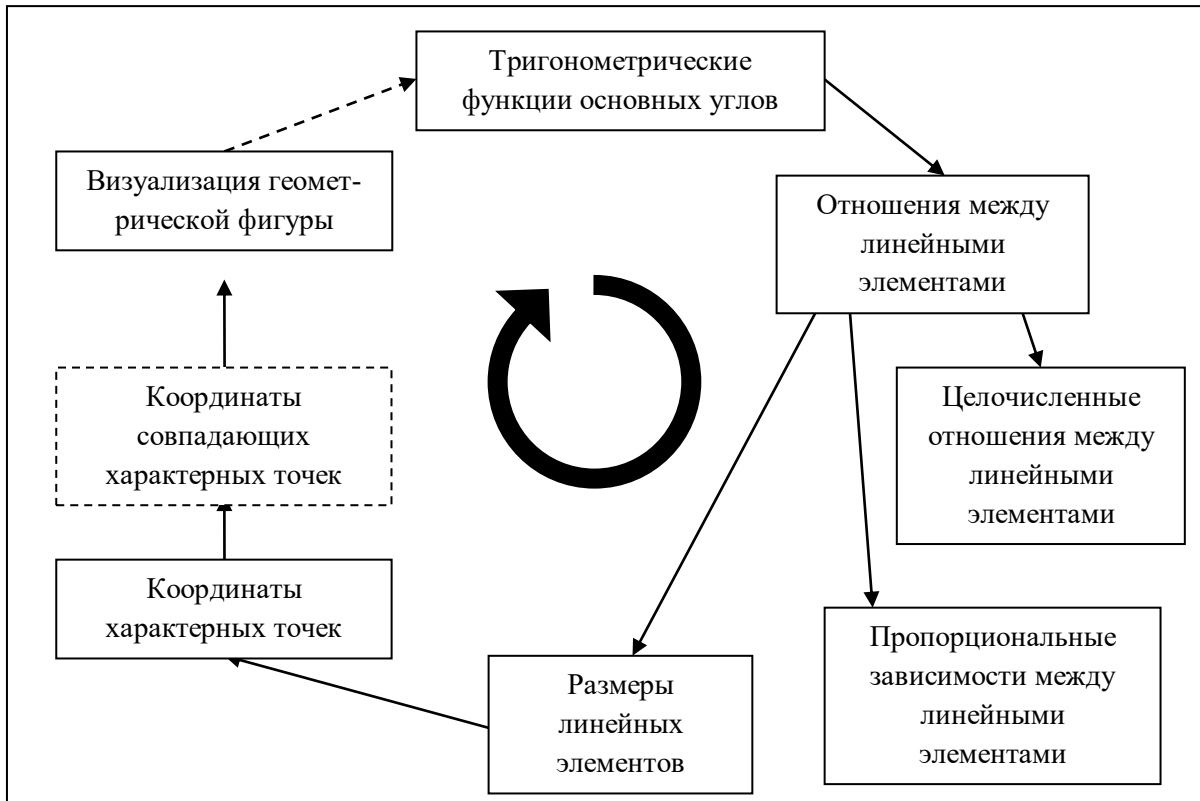 Тригонометрические
функции основных углов
Визуализация геомет-
рической фигуры
Отношения между
линейными
элементами
Координаты
совпадающих
характерных точек
Целочисленные
отношения между
линейными
элементами
Координаты
характерных точек
Пропорциональные
зависимости между
линейными
элементами
Размеры
линейных
элементов